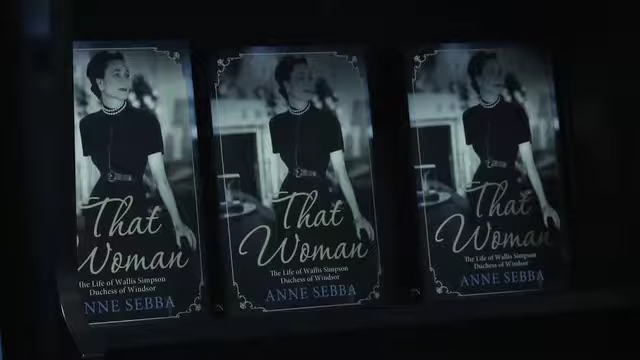 That
Woman
The Life of Wallis Simpson
Duchess of Windsor
NNE SEBBA
That
Woman
The Life of Wallis Simpson
Duchess of Windsor
ANNE SEBBA
That
Woman
The Life of Wallis Simpson
Duchess of Windsor
ANNE SEBBA